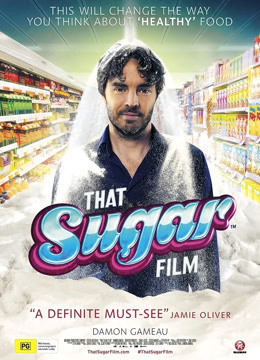 THIS WILL CHANGE THE WAY
YOU THINK ABOUT 'HEALTHY' FOOD
THAT
Sugar
TM
FILM
"A DEFINITE MUST-SEE" JAMIE OLIVER
DAMON GAMEAU
PG
ThatSugarFilm.com #ThatSugarFilm